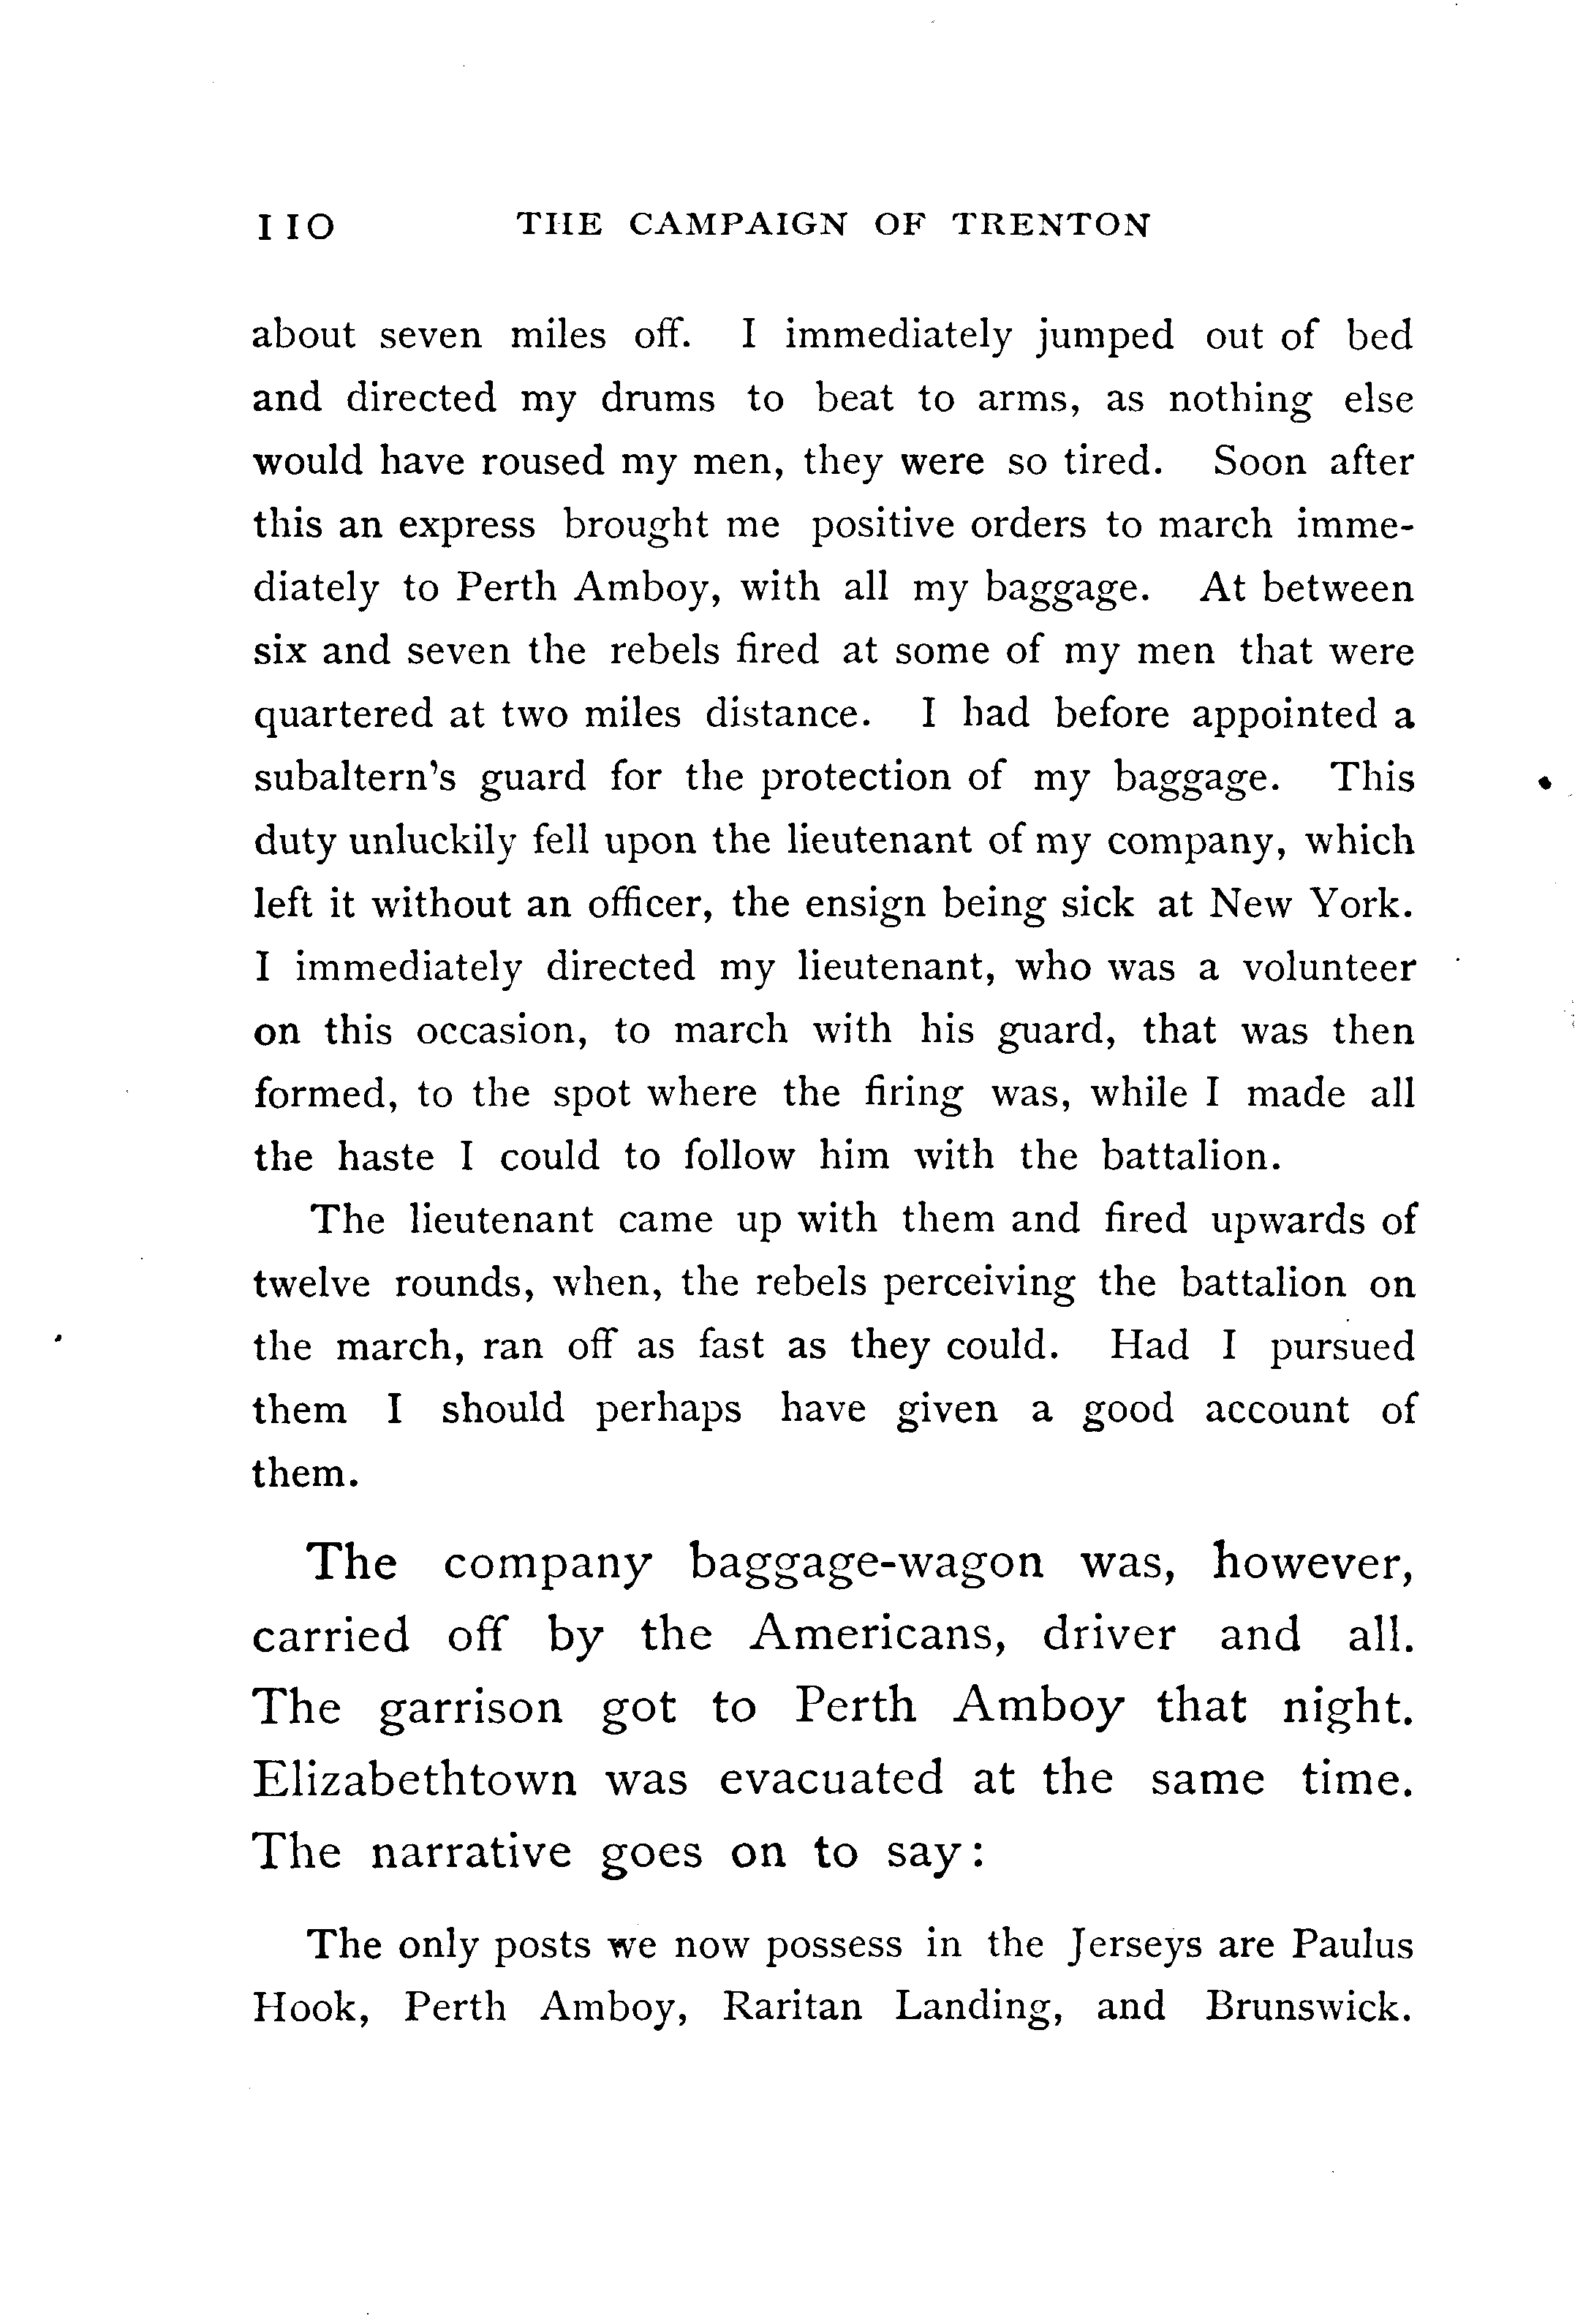 110 THE CAMPAIGN OF TRENTON
about seven miles off. I immediately jumped out of bed
and directed my drums to beat to arms, as nothing else
would have roused my men, they were so tired. Soon after
this an express brought me positive orders to march imme-
diately to Perth Amboy, with all my baggage. At between
six and seven the rebels fired at some of my men that were
quartered at two miles distance. I had before appointed a
subaltern's guard for the protection of my baggage. This
duty unluckily fell upon the lieutenant of my company, which
left it without an officer, the ensign being sick at New York.
I immediately directed my lieutenant, who was a volunteer
on this occasion, to march with his guard, that was then
formed, to the spot where the firing was, while I made all
the haste I could to follow him with the battalion.
The lieutenant came up with them and fired upwards of
twelve rounds, when, the rebels perceiving the battalion on
the march, ran off as fast as they could. Had I pursued
them I should perhaps have given a good account of
them.
The company baggage-wagon was, however,
carried off by the Americans, driver and all.
The garrison got to Perth Amboy that night.
Elizabethtown was evacuated at the same time.
The narrative goes on to say:
The only posts we now possess in the Jerseys are Paulus
Hook, Perth Amboy, Raritan Landing, and Brunswick.